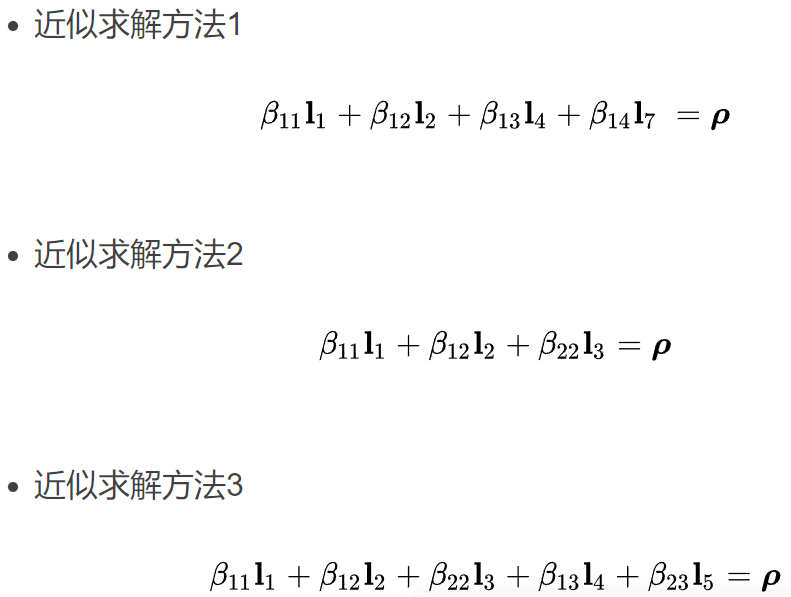 • 近似求解方法1
β₁₁l₁ + β₁₂l₂ + β₁₃l₄ + β₁₄l₇ = ρ
• 近似求解方法2
β₁₁l₁ + β₁₂l₂ + β₂₂l₃ = ρ
• 近似求解方法3
β₁₁l₁ + β₁₂l₂ + β₂₂l₃ + β₁₃l₄ + β₂₃l₅ = ρ